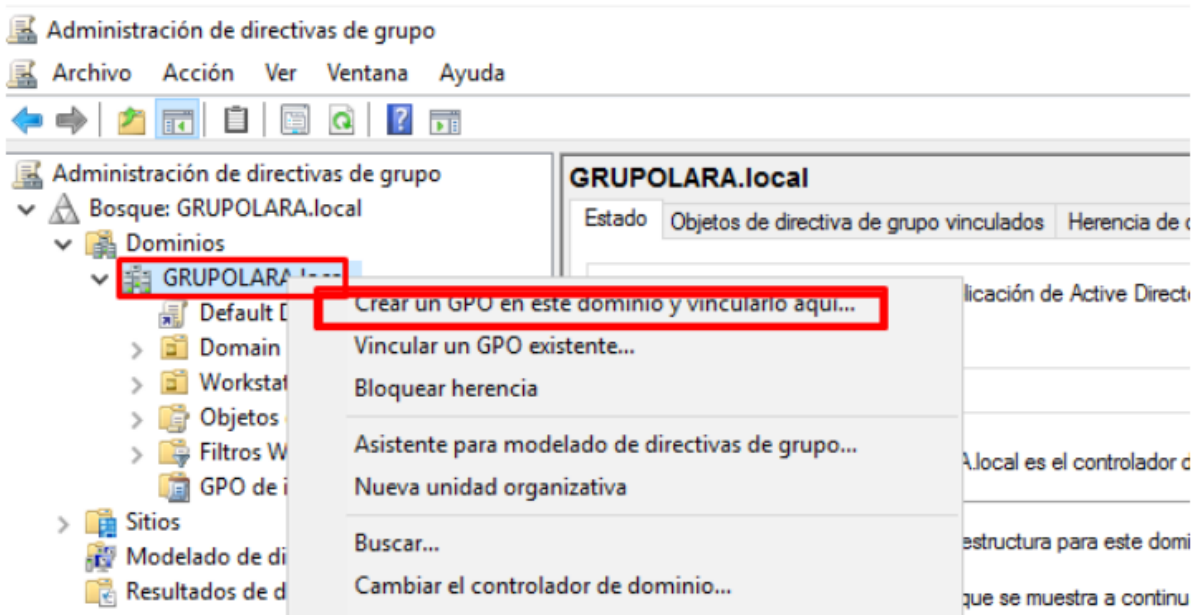 Administración de directivas de grupo
Archivo Acción Ver Ventana Ayuda
Administración de directivas de grupo
Bosque: GRUPOLARA.local
Dominios
GRUPOLARA.local
Default D
Domain
Workstat
Objetos
Filtros W
GPO de i
Sitios
Modelado de di
Resultados de d
GRUPOLARA.local
Estado Objetos de directiva de grupo vinculados Herencia de
licación de Active Direct
A.local es el controlador d
estructura para este domi
que se muestra a continu
Crear un GPO en este dominio y vincularlo aquí...
Vincular un GPO existente...
Bloquear herencia
Asistente para modelado de directivas de grupo...
Nueva unidad organizativa
Buscar...
Cambiar el controlador de dominio...